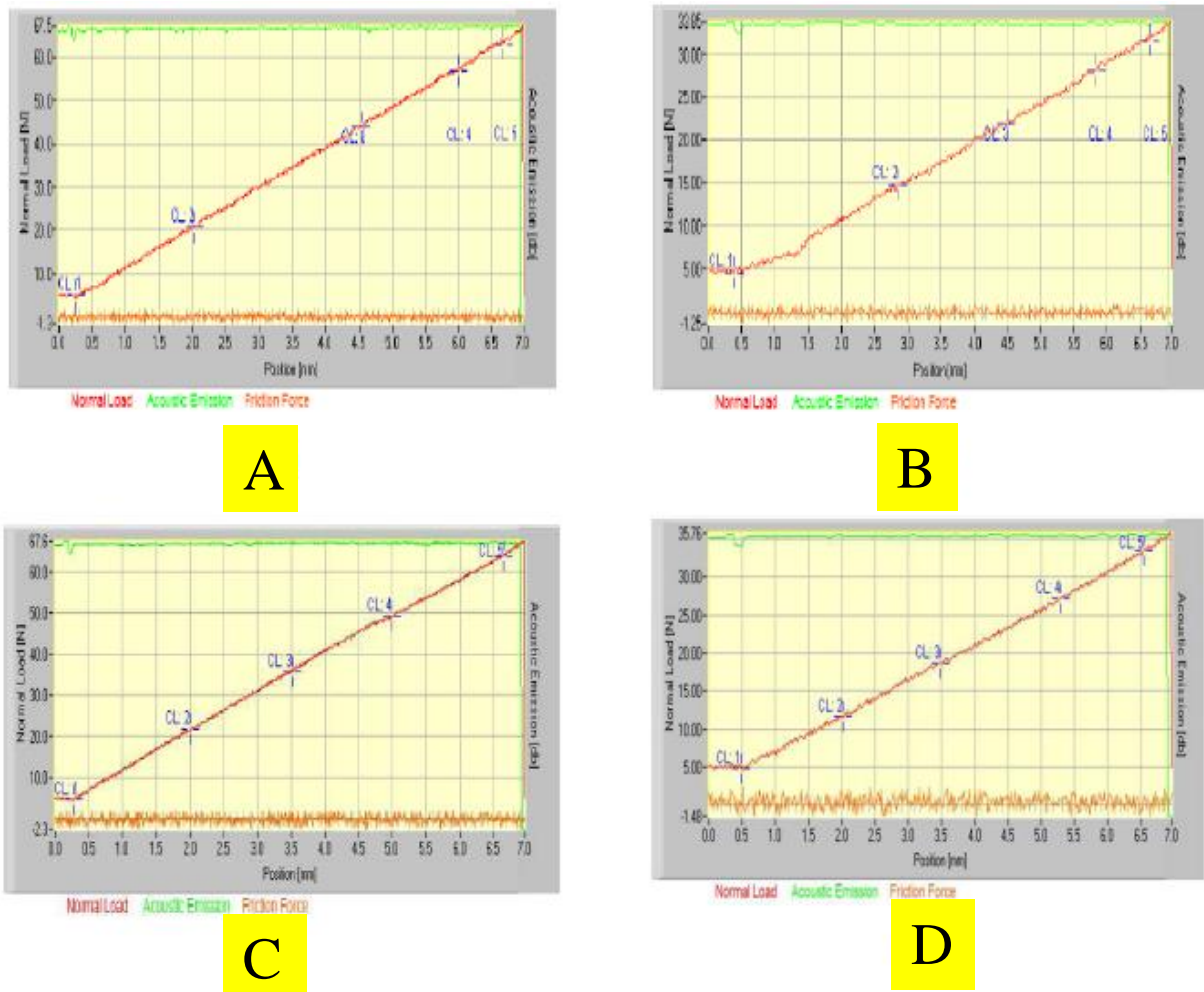 67.5
60.0
50.0
40.0
30.0
20.0
10.0
-1.3
Normal Load [N]
CL: 4
0.0 0.5 1.0 1.5 2.0 2.5 3.0 3.5 4.0 4.5 5.0 5.5 6.0 6.5 7.0
Position [mm]
Acoustic Emission [db]
Normal Load Acoustic Emission Friction Force
A
33.85
30.00
25.00
20.00
15.00
10.00
5.00
-1.25
Normal Load [N]
CL: 1
CL: 2
CL: 3
CL: 4
CL: 5
0.0 0.5 1.0 1.5 2.0 2.5 3.0 3.5 4.0 4.5 5.0 5.5 6.0 6.5 7.0
Position [mm]
Acoustic Emission [db]
Normal Load Acoustic Emission Friction Force
B
67.6
60.0
50.0
40.0
30.0
20.0
10.0
-2.3
Normal Load [N]
CL: 2
CL: 3
CL: 4
CL: 5
0.0 0.5 1.0 1.5 2.0 2.5 3.0 3.5 4.0 4.5 5.0 5.5 6.0 6.5 7.0
Position [mm]
Acoustic Emission [db]
Normal Load Acoustic Emission Friction Force
C
35.76
30.00
25.00
20.00
15.00
10.00
5.00
-1.48
Normal Load [N]
CL: 1
CL: 2
CL: 3
CL: 4
CL: 5
0.0 0.5 1.0 1.5 2.0 2.5 3.0 3.5 4.0 4.5 5.0 5.5 6.0 6.5 7.0
Position [mm]
Acoustic Emission [db]
Normal Load Acoustic Emission Friction Force
D